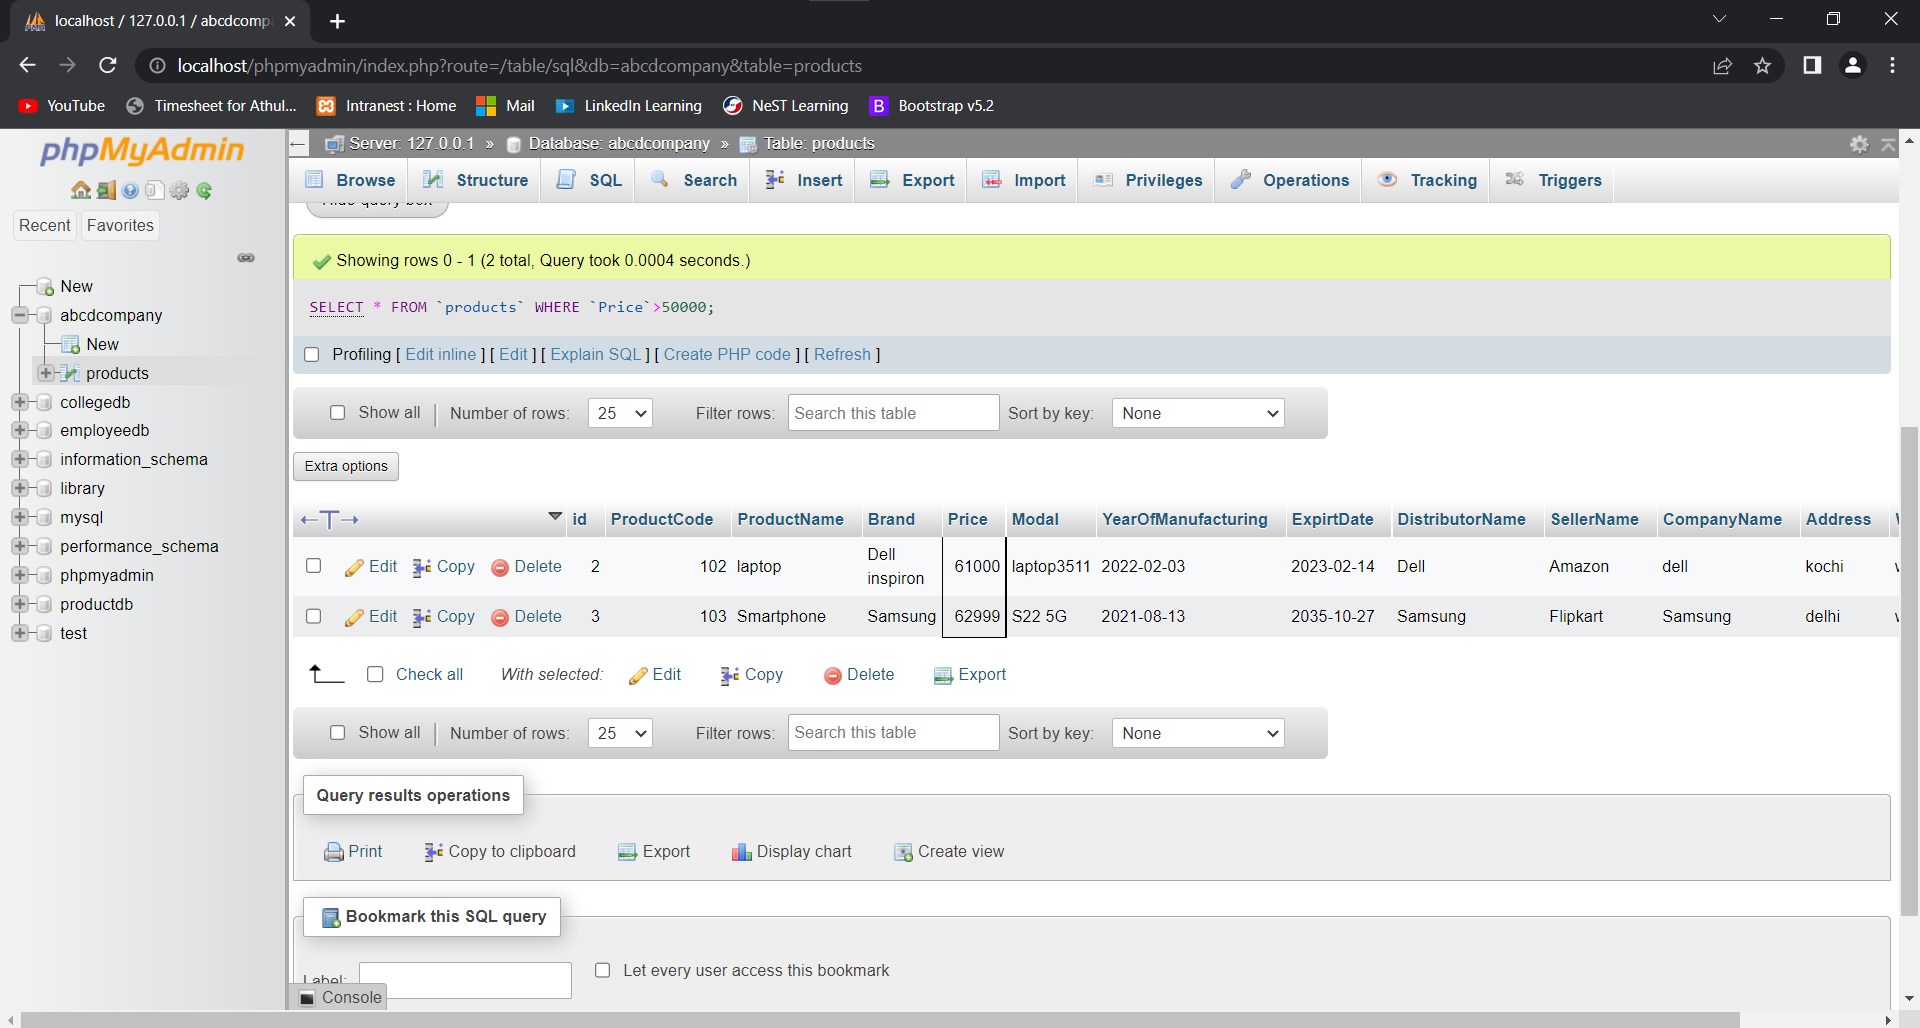 localhost / 127.0.0.1 / abcdcomp
localhost/phpmyadmin/index.php?route=/table/sql&db=abcdcompany&table=products
YouTube Timesheet for Athul... Intranest : Home Mail LinkedIn Learning NeST Learning B Bootstrap v5.2
phpMyAdmin
Recent Favorites
New
abcdcompany
New
products
collegedb
employeedb
information_schema
library
mysql
performance_schema
phpmyadmin
productdb
test
Server: 127.0.0.1 » Database: abcdcompany » Table: products
Browse Structure SQL Search Insert Export Import Privileges Operations Tracking Triggers
Hide query box
Showing rows 0 - 1 (2 total, Query took 0.0004 seconds.)
SELECT * FROM `products` WHERE `Price`>50000;
Profiling [ Edit inline ] [ Edit ] [ Explain SQL ] [ Create PHP code ] [ Refresh ]
Show all Number of rows: 25 Filter rows: Search this table Sort by key: None
Extra options
id ProductCode ProductName Brand Price Modal YearOfManufacturing ExpirtDate DistributorName SellerName CompanyName Address
Edit Copy Delete 2 102 laptop Dell inspiron 61000 laptop3511 2022-02-03 2023-02-14 Dell Amazon dell kochi
Edit Copy Delete 3 103 Smartphone Samsung 62999 S22 5G 2021-08-13 2035-10-27 Samsung Flipkart Samsung delhi
Check all With selected: Edit Copy Delete Export
Show all Number of rows: 25 Filter rows: Search this table Sort by key: None
Query results operations
Print Copy to clipboard Export Display chart Create view
Bookmark this SQL query
Label: Let every user access this bookmark
Console